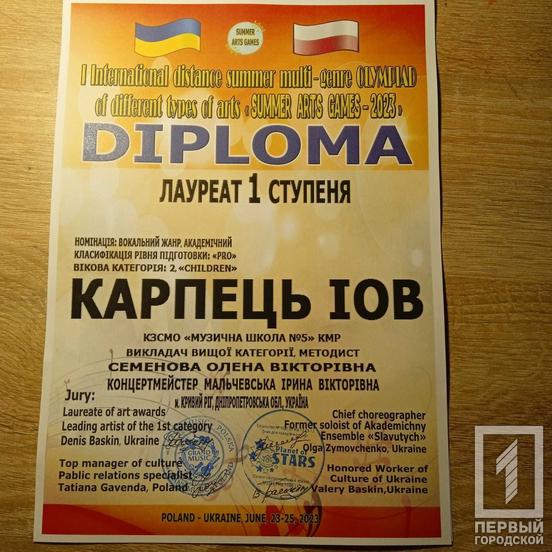 SUMMER
ARTS GAMES
I International distance summer multi-genre OLYMPIAD
of different types of arts «SUMMER ARTS GAMES - 2023»
DIPLOMA
ЛАУРЕАТ 1 СТУПЕНЯ
НОМІНАЦІЯ: ВОКАЛЬНИЙ ЖАНР. АКАДЕМІЧНИЙ
КЛАСИФІКАЦІЯ РІВНЯ ПІДГОТОВКИ: «PRO»
ВІКОВА КАТЕГОРІЯ: 2, «CHILDREN»
КАРПЕЦЬ ІОВ
КЗСМО «МУЗИЧНА ШКОЛА №5» КМР
ВИКЛАДАЧ ВИЩОЇ КАТЕГОРІЇ, МЕТОДИСТ
СЕМЕНОВА ОЛЕНА ВІКТОРІВНА
КОНЦЕРТМЕЙСТЕР МАЛЬЧЕВСЬКА ІРИНА ВІКТОРІВНА
м. КРИВИЙ РІГ, ДНІПРОПЕТРОВСЬКА ОБЛ, УКРАЇНА
Jury:
Laureate of art awards
Leading artist of the 1st category
Denis Baskin, Ukraine
Top manager of culture
Pablic relations specialist
Tatiana Gavenda, Poland
GRAND
MUSIC
Planet of
STARS
Chief choreographer
Former soloist of Akademichny
Ensemble «Slavutych»
Olga Zymovchenko, Ukraine
Honored Worker of
Culture of Ukraine
Valery Baskin,Ukraine
POLAND - UKRAINE, JUNE, 23-25, 2023
1
ПЕРВЫЙ
ГОРОДСКОЙ